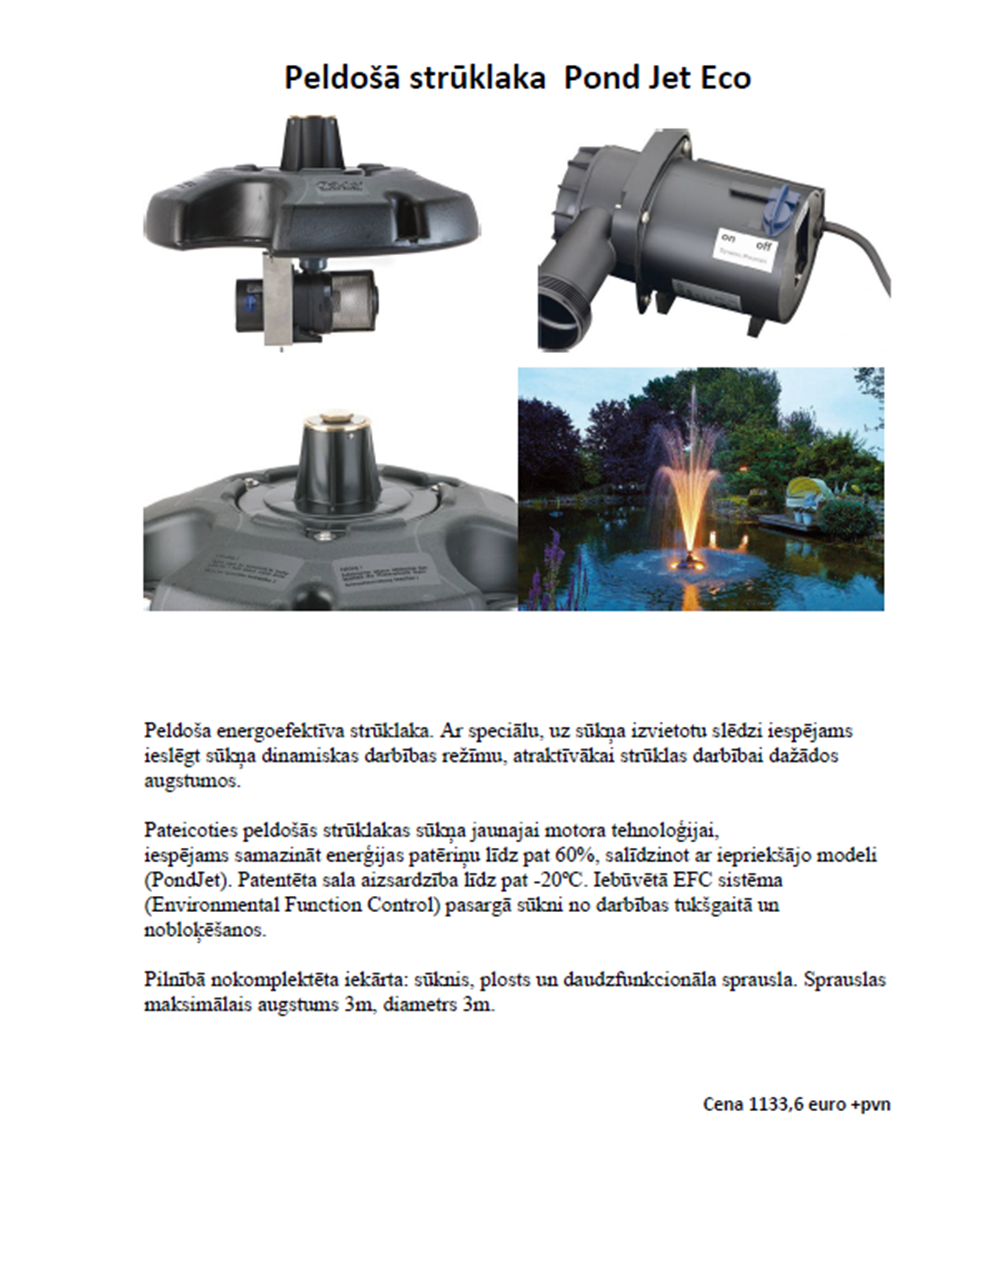 Peldošā strūklaka Pond Jet Eco
on off
Peldoša energoefektīva strūklaka. Ar speciālu, uz sūkņa izvietotu slēdzi iespējams
ieslēgt sūkņa dinamiskas darbības režīmu, atraktīvākai strūklas darbībai dažādos
augstumos.
Pateicoties peldošās strūklakas sūkņa jaunajai motora tehnoloģijai,
iespējams samazināt enerģijas patēriņu līdz pat 60%, salīdzinot ar iepriekšājo modeli
(PondJet). Patentēta sala aizsardzība līdz pat -20°C. Iebūvētā EFC sistēma
(Environmental Function Control) pasargā sūkni no darbības tukšgaitā un
nobloķēšanos.
Pilnībā nokomplektēta iekārta: sūknis, plosts un daudzfunkcionāla sprausla. Sprauslas
maksimālais augstums 3m, diametrs 3m.
Cena 1133,6 euro +pvn